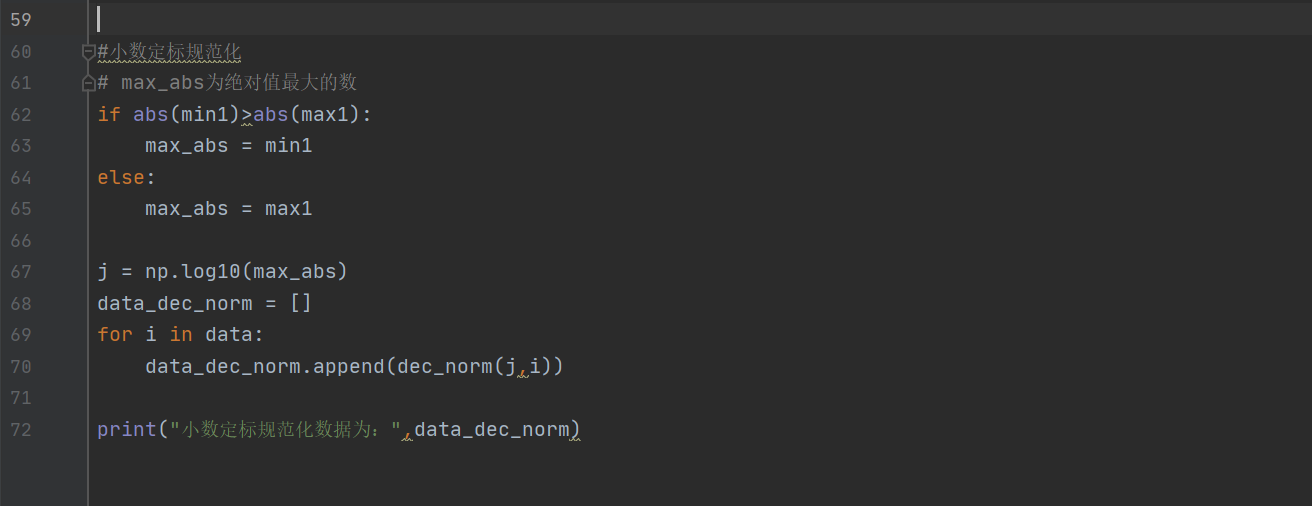 59
60 #小数定标规范化
61 # max_abs为绝对值最大的数
62 if abs(min1)>abs(max1):
63     max_abs = min1
64 else:
65     max_abs = max1
66
67 j = np.log10(max_abs)
68 data_dec_norm = []
69 for i in data:
70     data_dec_norm.append(dec_norm(j,i))
71
72 print("小数定标规范化数据为：",data_dec_norm)